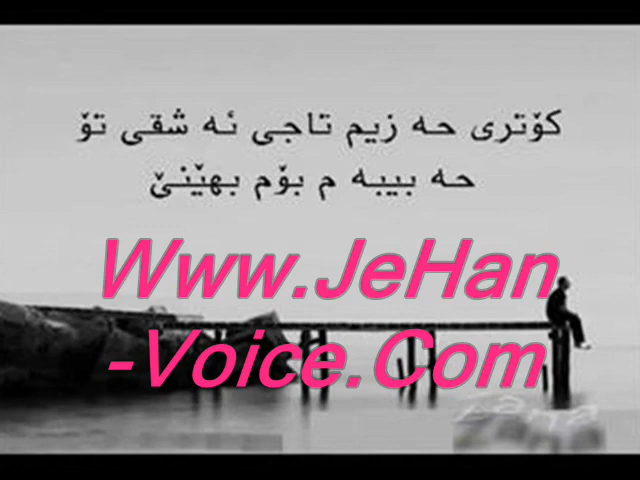 کۆتری حه زیم تاجی ئه شقی تۆ
حه بیبه م بۆم بهێنێ
Www.JeHan
-Voice.Com